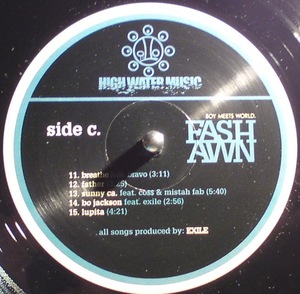 HIGH WATER MUSIC
side c.
BOY MEETS WORLD.
FASH
AWN
11. breathe bravo (3:11)
12. father
13. sunny ca. feat. coss & mistah fab (5:40)
14. bo jackson feat. exile (2:56)
15. lupita (4:21)
all songs produced by: EXILE